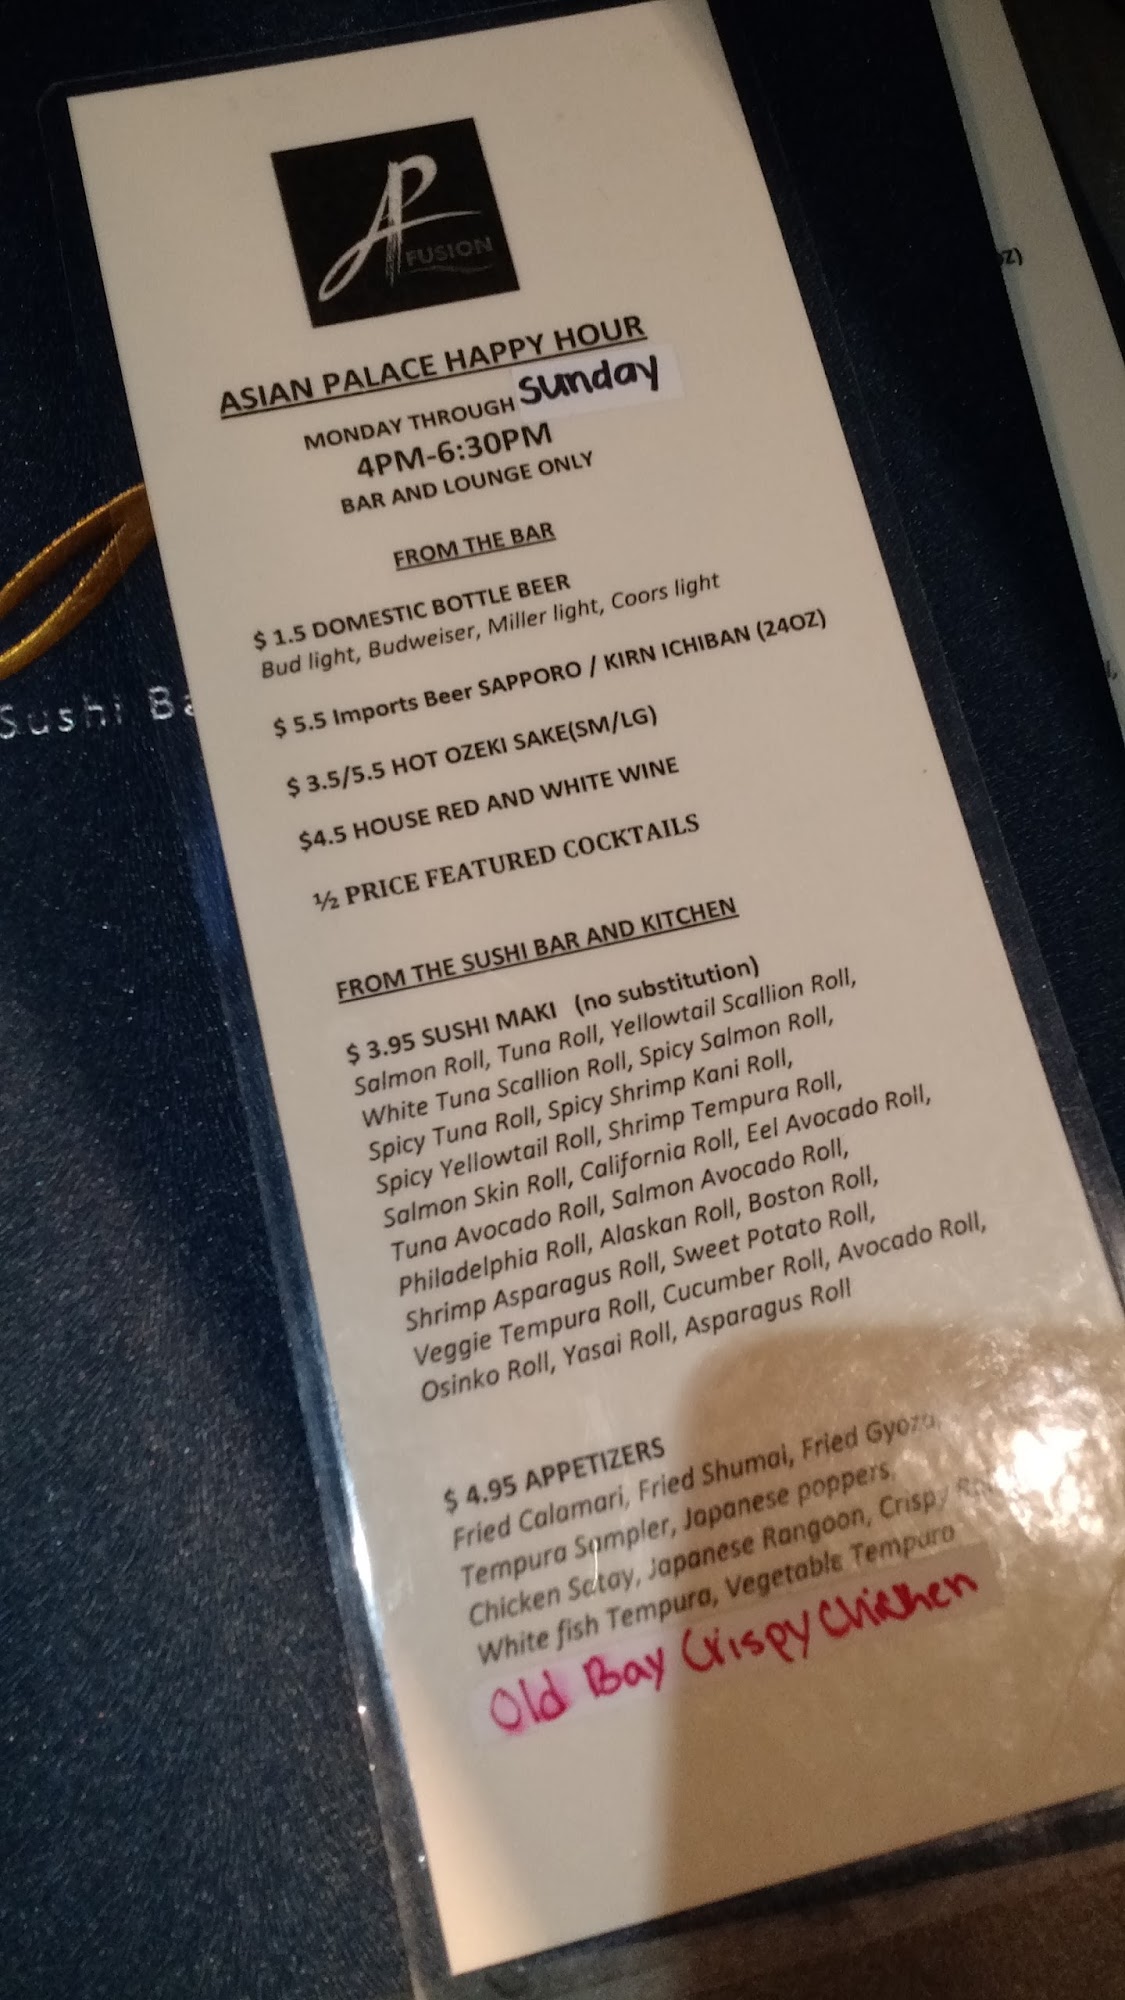 AP
FUSION
ASIAN PALACE HAPPY HOUR
MONDAY THROUGH sunday
4PM-6:30PM
BAR AND LOUNGE ONLY
FROM THE BAR
$ 1.5 DOMESTIC BOTTLE BEER
Bud light, Budweiser, Miller light, Coors light
$ 5.5 Imports Beer SAPPORO / KIRN ICHIBAN (24OZ)
$ 3.5/5.5 HOT OZEKI SAKE(SM/LG)
$4.5 HOUSE RED AND WHITE WINE
½ PRICE FEATURED COCKTAILS
FROM THE SUSHI BAR AND KITCHEN
$ 3.95 SUSHI MAKI (no substitution)
Salmon Roll, Tuna Roll, Yellowtail Scallion Roll,
White Tuna Scallion Roll, Spicy Salmon Roll,
Spicy Tuna Roll, Spicy Shrimp Kani Roll,
Spicy Yellowtail Roll, Shrimp Tempura Roll,
Salmon Skin Roll, California Roll, Eel Avocado Roll,
Tuna Avocado Roll, Salmon Avocado Roll,
Philadelphia Roll, Alaskan Roll, Boston Roll,
Shrimp Asparagus Roll, Sweet Potato Roll,
Veggie Tempura Roll, Cucumber Roll, Avocado Roll,
Osinko Roll, Yasai Roll, Asparagus Roll
$ 4.95 APPETIZERS
Fried Calamari, Fried Shumai, Fried Gyoza,
Tempura Sampler, Japanese poppers,
Chicken Satay, Japanese Rangoon, Crispy
White fish Tempura, Vegetable Tempura
Old Bay Crispy Chicken
Sushi Ba
OZ)